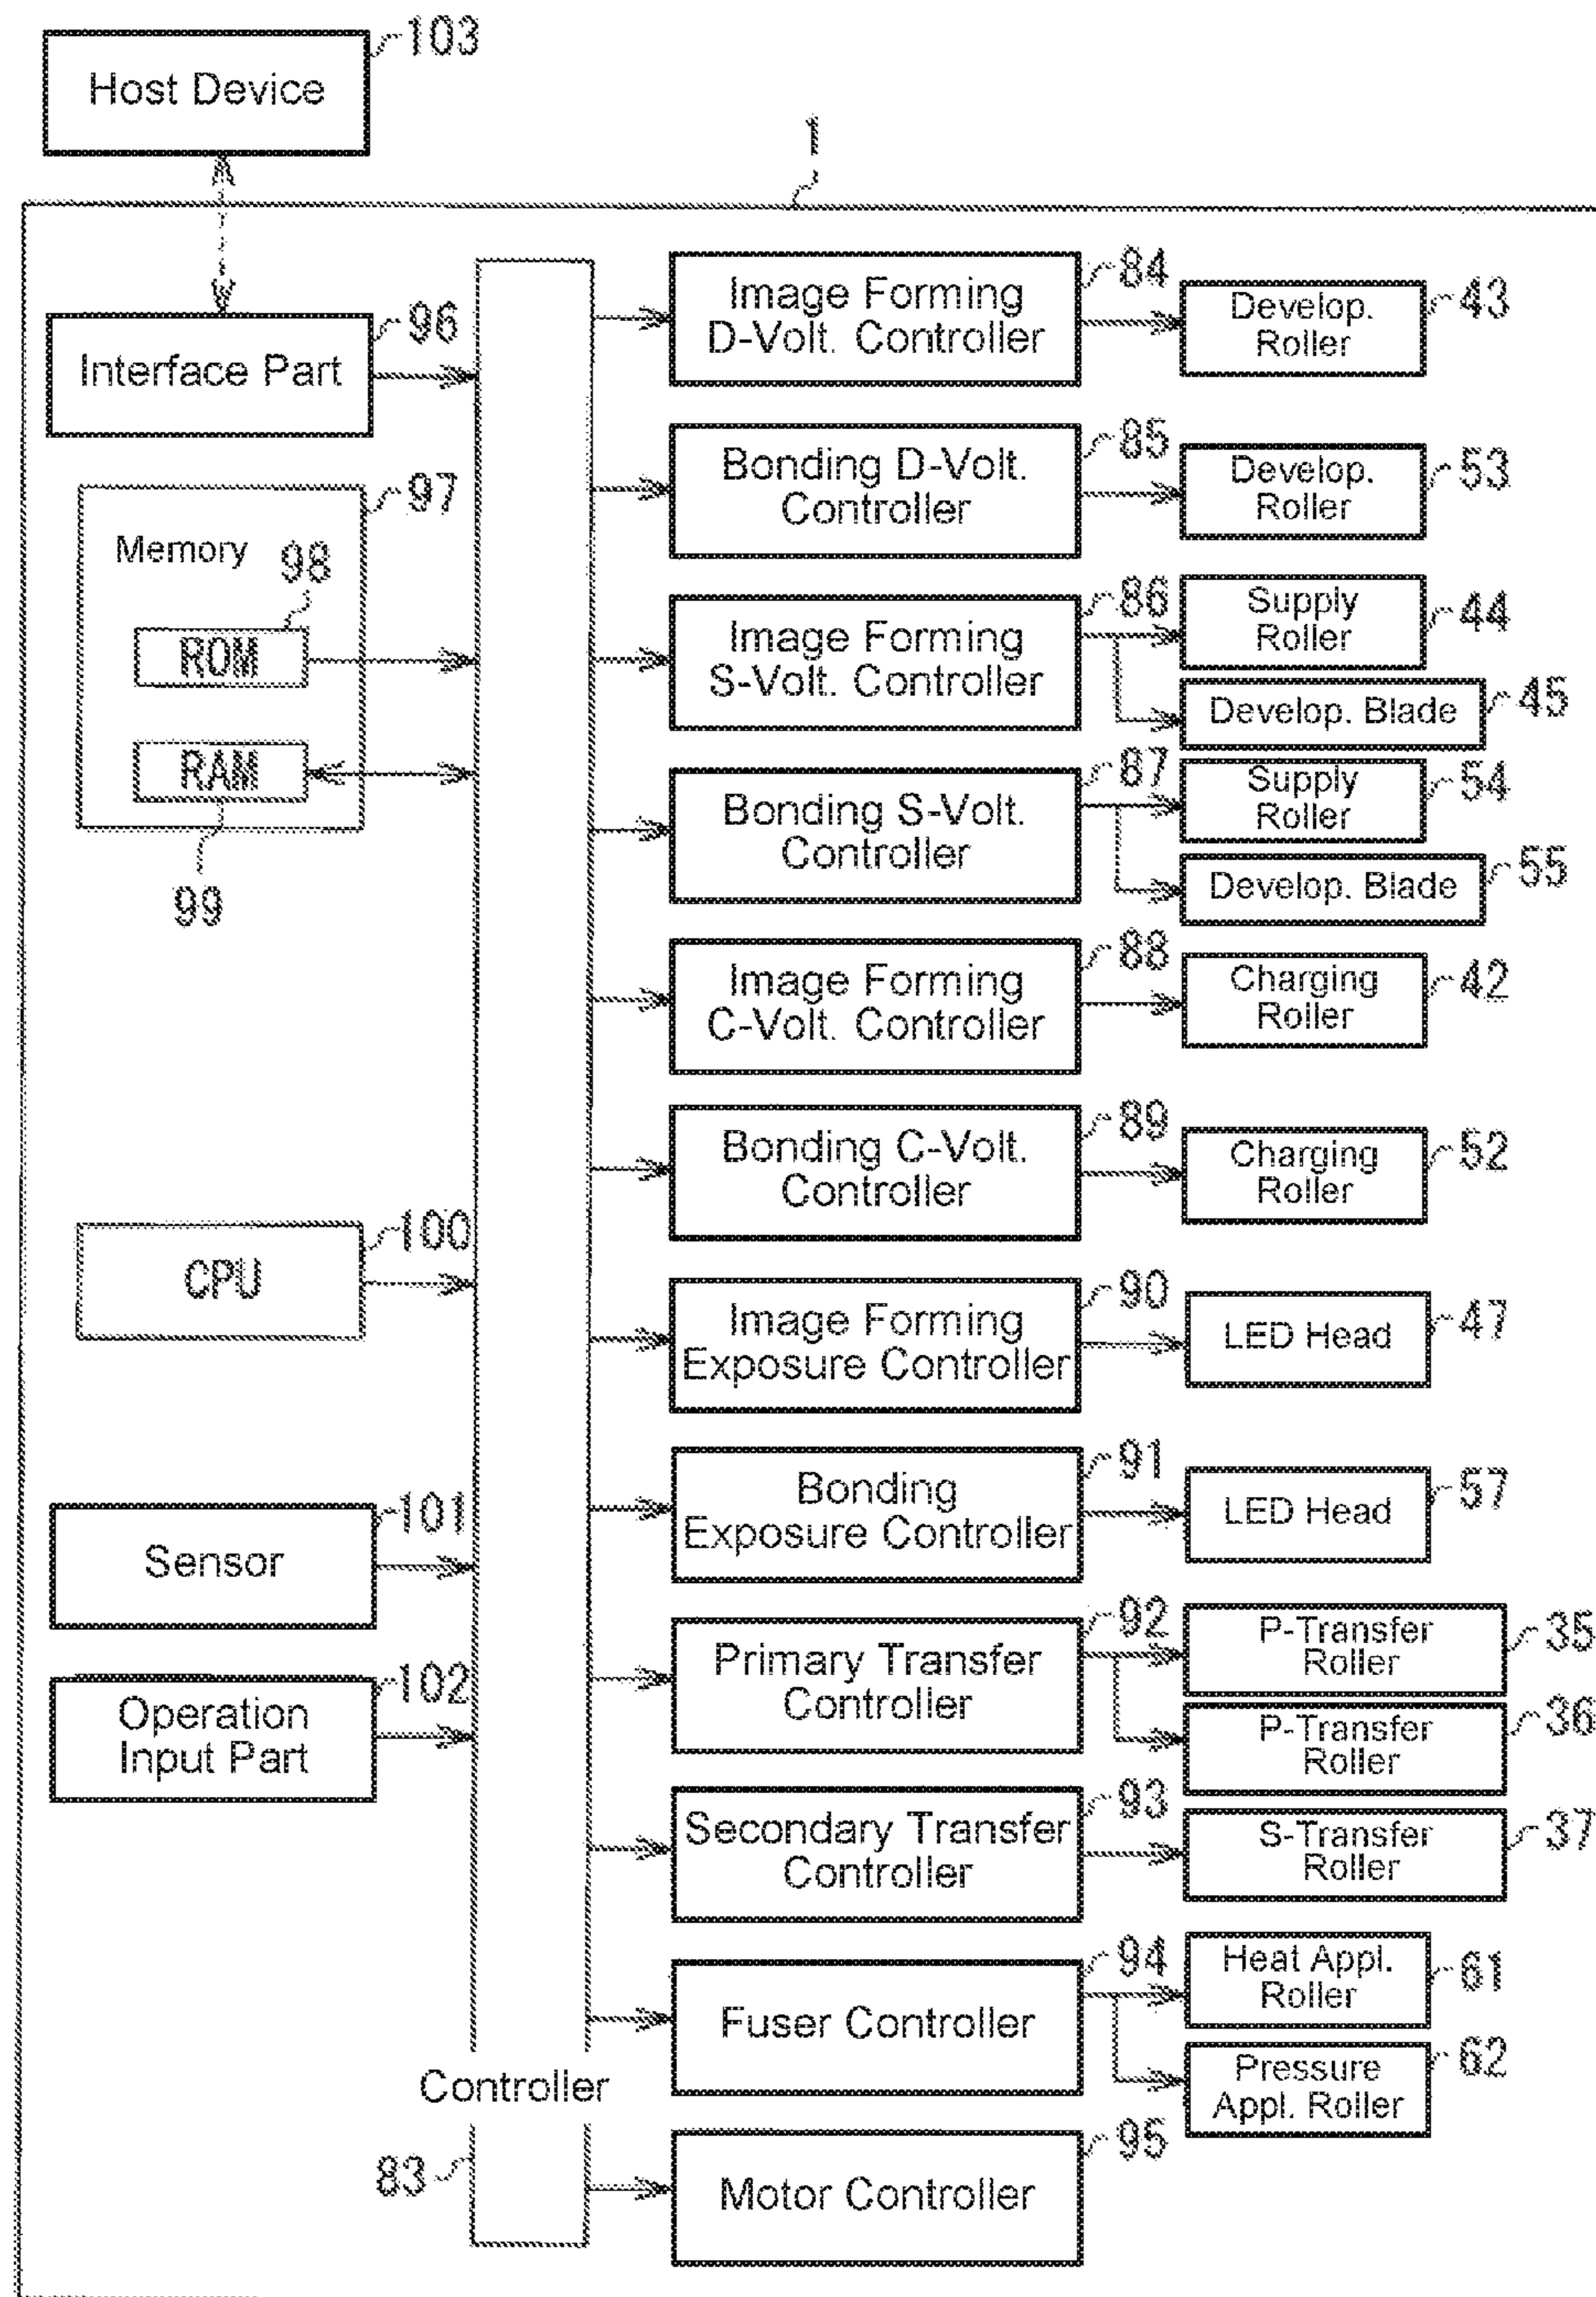 103
Host Device
1
96
Interface Part
97
Memory
98
ROM
RAM
99
100
CPU
101
Sensor
102
Operation
Input Part
Controller
83
84
Image Forming
D-Volt. Controller
43
Develop.
Roller
85
Bonding D-Volt.
Controller
53
Develop.
Roller
86
Image Forming
S-Volt. Controller
44
Supply
Roller
45
Develop. Blade
87
Bonding S-Volt.
Controller
54
Supply
Roller
55
Develop. Blade
88
Image Forming
C-Volt. Controller
42
Charging
Roller
89
Bonding C-Volt.
Controller
52
Charging
Roller
90
Image Forming
Exposure Controller
47
LED Head
91
Bonding
Exposure Controller
57
LED Head
92
Primary Transfer
Controller
35
P-Transfer
Roller
36
P-Transfer
Roller
93
Secondary Transfer
Controller
37
S-Transfer
Roller
94
Fuser Controller
61
Heat Appl.
Roller
62
Pressure
Appl. Roller
95
Motor Controller